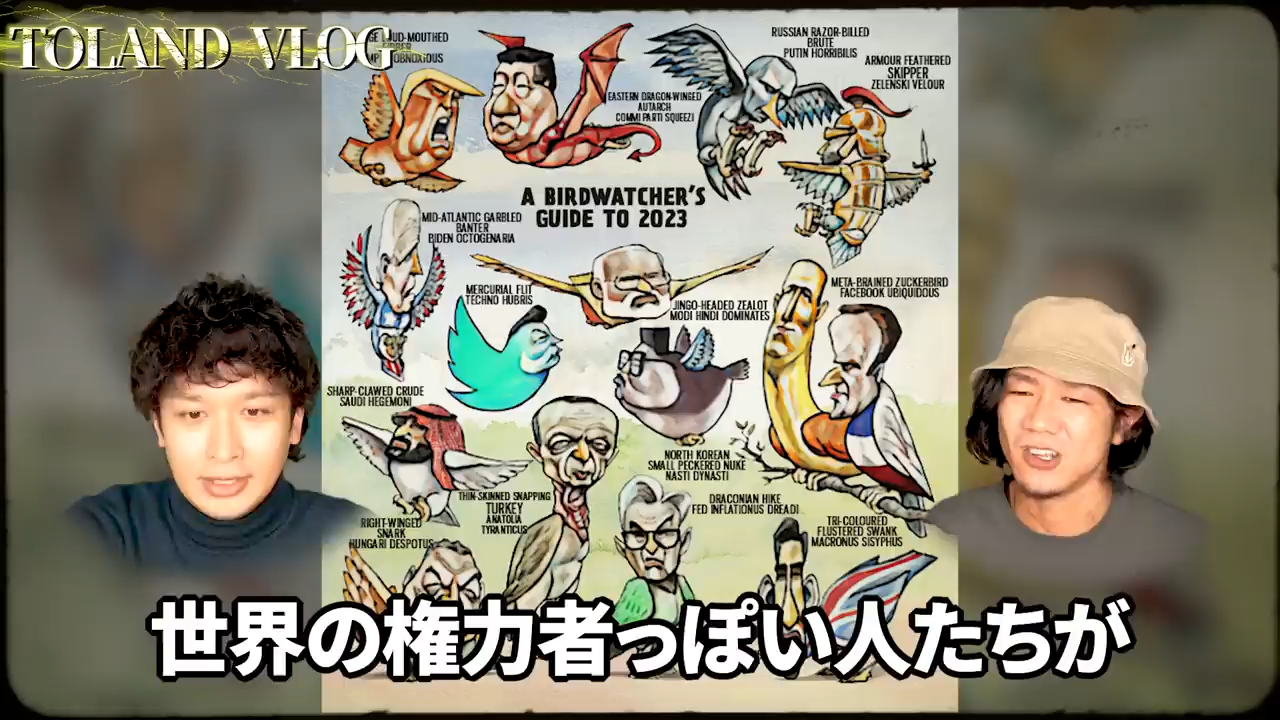 TOLAND VLOG
LOUD-MOUTHED
OBNOXIOUS
EASTERN DRAGON-WINGED
AUTARCH
COMMI PARTI SQUEEZI
RUSSIAN RAZOR-BILLED
BRUTE
PUTIN HORRIBILIS
ARMOUR FEATHERED
SKIPPER
ZELENSKI VELOUR
A BIRDWATCHER'S
GUIDE TO 2023
MID-ATLANTIC GARBLED
BANTER
BIDEN OCTOGENARIA
MERCURIAL FLIT
TECHNO HUBRIS
JINGO-HEADED ZEALOT
MODI HINDI DOMINATES
META-BRAINED ZUCKERBIRD
FACEBOOK UBIQUIDOUS
SHARP-CLAWED CRUDE
SAUDI HEGEMONI
NORTH KOREAN
SMALL PECKERED NUKE
NASTI DYNASTI
THIN-SKINNED SNAPPING
TURKEY
ANATOLIA
TYRANTICUS
DRACONIAN HIKE
FED INFLATIONUS DREADI
RIGHT-WINGED
SNARK
HUNGARI DESPOTUS
TRI-COLOURED
FLUSTERED SWANK
MACRONUS SISYPHUS
世界の権力者っぽい人たちが